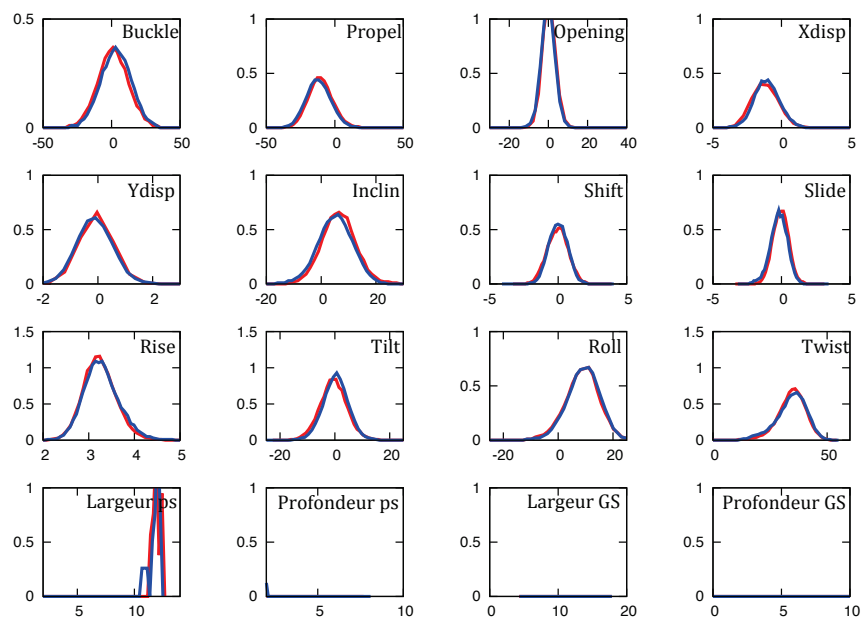 0.5 Buckle 0 -50 0 50
1 Propel 0.5 0 -50 0 50
1 Opening 0.5 0 -20 0 20 40
1 Xdisp 0.5 0 -5 0 5
1 Ydisp 0.5 0 -2 0 2
1 Inclin 0.5 0 -20 0 20
1 Shift 0.5 0 -5 0 5
1 Slide 0.5 0 -5 0 5
1.5 Rise 1 0.5 0 2 3 4 5
1.5 Tilt 1 0.5 0 -20 0 20
1 Roll 0.5 0 -20 0 20
1.5 Twist 1 0.5 0 0 50
1 Largeur ps 0.5 0 5 10
1 Profondeur ps 0.5 0 5 10
1 Largeur GS 0.5 0 0 10 20
1 Profondeur GS 0.5 0 0 5 10